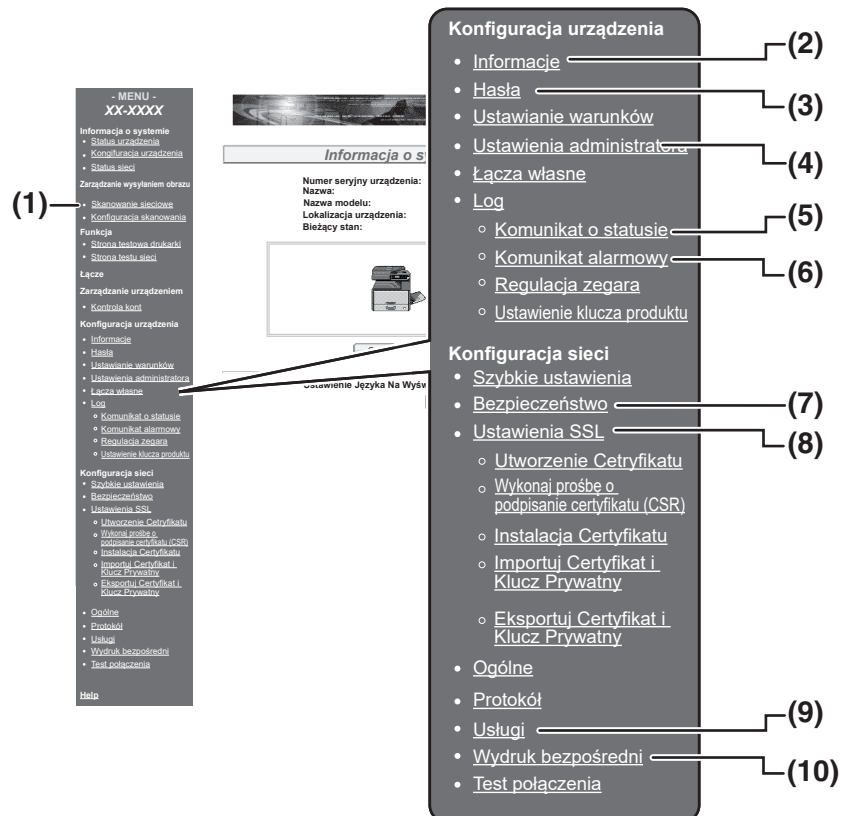 - MENU -
XX-XXXX
Informacja o systemie
Status urządzenia
Kongifuracja urządzenia
Status sieci
Zarządzanie wysyłaniem obrazu
Skanowanie sieciowe
Konfiguracja skanowania
Funkcja
Strona testowa drukarki
Strona testu sieci
Łącze
Zarządzanie urządzeniem
Kontrola kont
Konfiguracja urządzenia
Informacje
Hasła
Ustawianie warunków
Ustawienia administratora
Łącza własne
Log
Komunikat o statusie
Komunikat alarmowy
Regulacja zegara
Ustawienie klucza produktu
Konfiguracja sieci
Szybkie ustawienia
Bezpieczeństwo
Ustawienia SSL
Utworzenie Cetryfikatu
Wykonaj prośbę o
podpisanie certyfikatu (CSR)
Instalacja Certyfikatu
Importuj Certyfikat i
Klucz Prywatny
Eksportuj Certyfikat i
Klucz Prywatny
Ogólne
Protokół
Usługi
Wydruk bezpośredni
Test połączenia
Help
(1)
Informacja o sy
Numer seryjny urządzenia:
Nazwa:
Nazwa modelu:
Lokalizacja urządzenia:
Bieżący stan:
Ustawienie Języka Na Wyśw
Konfiguracja urządzenia
Informacje
(2)
Hasła
(3)
Ustawianie warunków
Ustawienia administratora
(4)
Łącza własne
Log
Komunikat o statusie
(5)
Komunikat alarmowy
(6)
Regulacja zegara
Ustawienie klucza produktu
Konfiguracja sieci
Szybkie ustawienia
Bezpieczeństwo
(7)
Ustawienia SSL
(8)
Utworzenie Cetryfikatu
Wykonaj prośbę o
podpisanie certyfikatu (CSR)
Instalacja Certyfikatu
Importuj Certyfikat i
Klucz Prywatny
Eksportuj Certyfikat i
Klucz Prywatny
Ogólne
Protokół
Usługi
(9)
Wydruk bezpośredni
(10)
Test połączenia